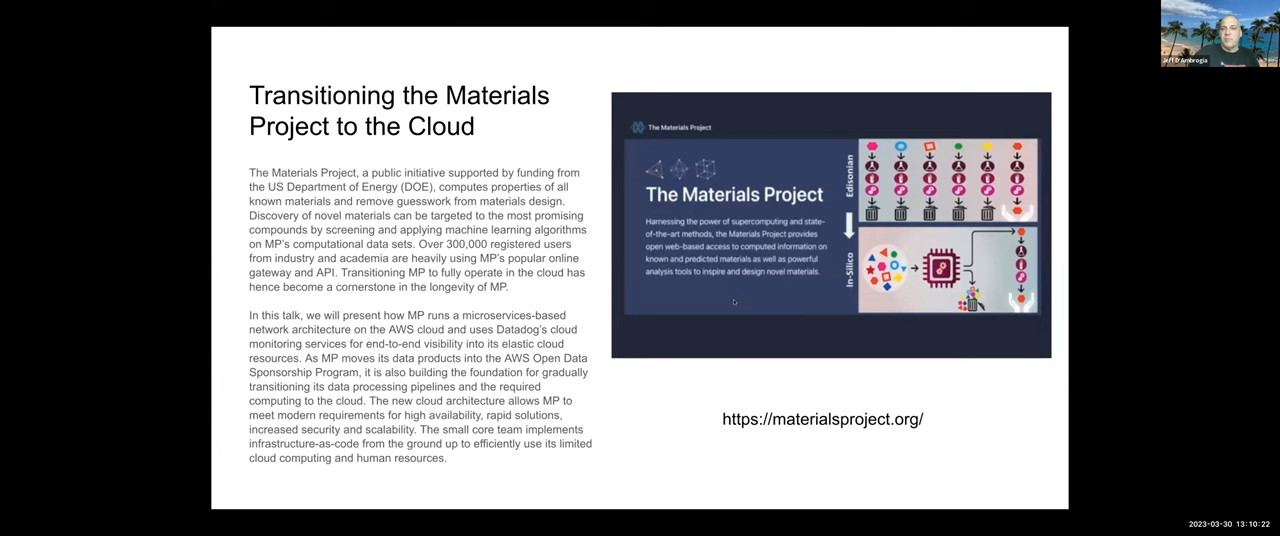 Transitioning the Materials
Project to the Cloud
The Materials Project, a public initiative supported by funding from
the US Department of Energy (DOE), computes properties of all
known materials and remove guesswork from materials design.
Discovery of novel materials can be targeted to the most promising
compounds by screening and applying machine learning algorithms
on MP's computational data sets. Over 300,000 registered users
from industry and academia are heavily using MP's popular online
gateway and API. Transitioning MP to fully operate in the cloud has
hence become a cornerstone in the longevity of MP.
In this talk, we will present how MP runs a microservices-based
network architecture on the AWS cloud and uses Datadog's cloud
monitoring services for end-to-end visibility into its elastic cloud
resources. As MP moves its data products into the AWS Open Data
Sponsorship Program, it is also building the foundation for gradually
transitioning its data processing pipelines and the required
computing to the cloud. The new cloud architecture allows MP to
meet modern requirements for high availability, rapid solutions,
increased security and scalability. The small core team implements
infrastructure-as-code from the ground up to efficiently use its limited
cloud computing and human resources.
The Materials Project
The Materials Project
Harnessing the power of supercomputing and state-
of-the-art methods, the Materials Project provides
open web-based access to computed information on
known and predicted materials as well as powerful
analysis tools to inspire and design novel materials.
Edisonian
In-Silico
https://materialsproject.org/
Jeff D'Ambrogia
2023-03-30 13:10:22